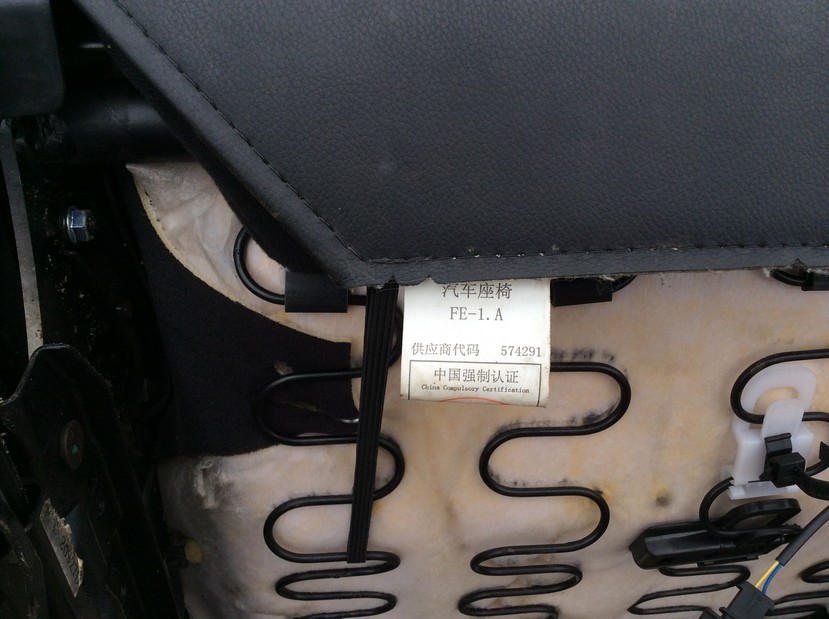 汽车座椅
FE-1.A
供应商代码 574291
中国强制认证
China Compulsory Certification